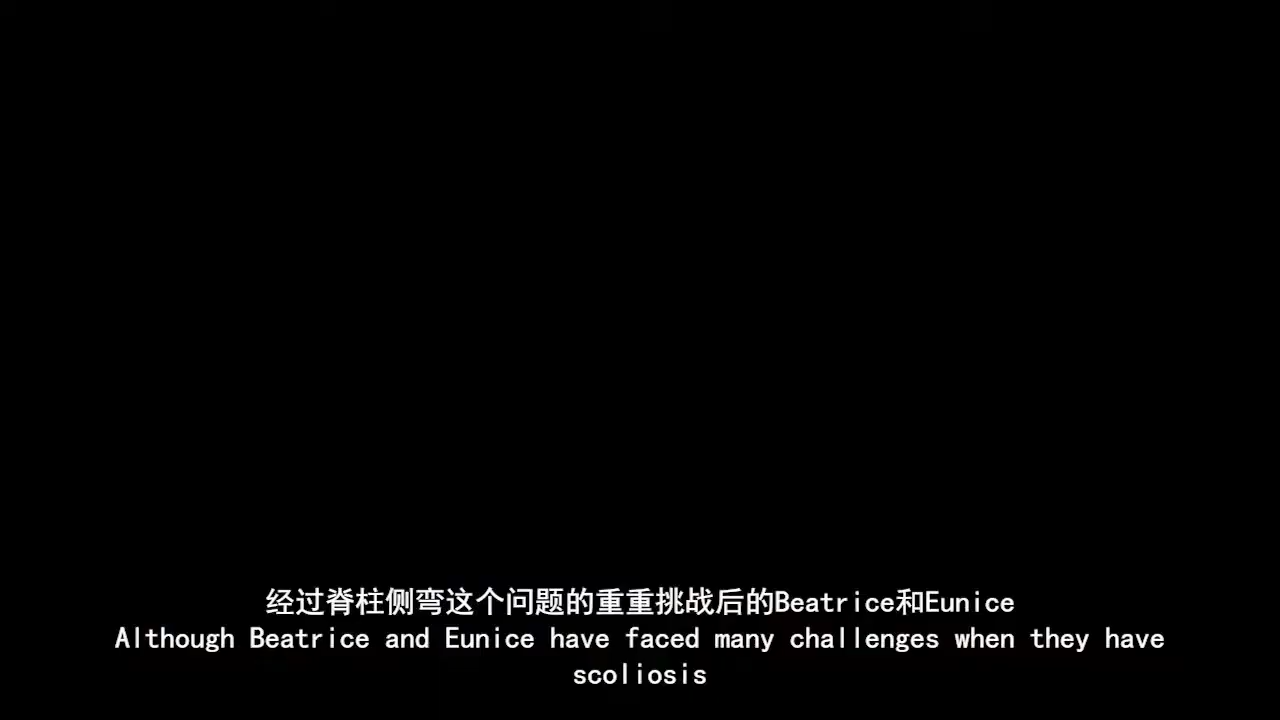 经过脊柱侧弯这个问题的重重挑战后的Beatrice和Eunice
Although Beatrice and Eunice have faced many challenges when they have
scoliosis